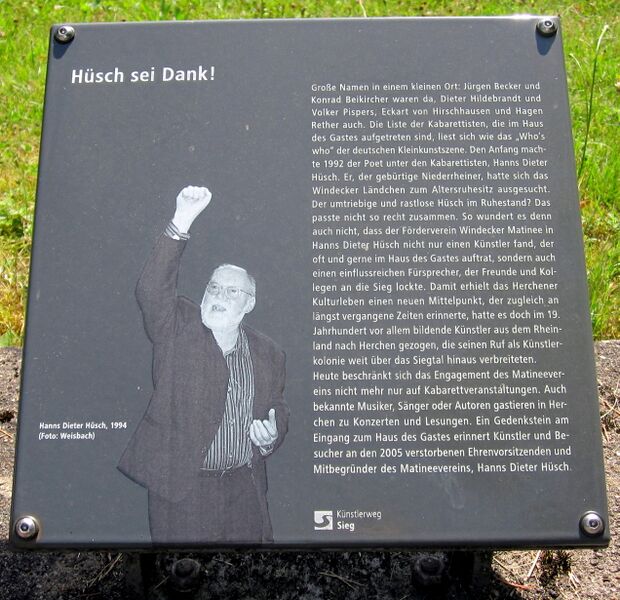 Hüsch sei Dank!
Große Namen in einem kleinen Ort: Jürgen Becker und
Konrad Beikircher waren da, Dieter Hildebrandt und
Volker Pispers, Eckart von Hirschhausen und Hagen
Rether auch. Die Liste der Kabarettisten, die im Haus
des Gastes aufgetreten sind, liest sich wie das „Who's
who“ der deutschen Kleinkunstszene. Den Anfang mach-
te 1992 der Poet unter den Kabarettisten, Hanns Dieter
Hüsch. Er, der gebürtige Niederrheiner, hatte sich das
Windecker Ländchen zum Altersruhesitz ausgesucht.
Der umtriebige und rastlose Hüsch im Ruhestand? Das
passte nicht so recht zusammen. So wundert es denn
auch nicht, dass der Förderverein Windecker Matinee in
Hanns Dieter Hüsch nicht nur einen Künstler fand, der
oft und gerne im Haus des Gastes auftrat, sondern auch
einen einflussreichen Fürsprecher, der Freunde und Kol-
legen an die Sieg lockte. Damit erhielt das Herchener
Kulturleben einen neuen Mittelpunkt, der zugleich an
längst vergangene Zeiten erinnerte, hatte es doch im 19.
Jahrhundert vor allem bildende Künstler aus dem Rhein-
land nach Herchen gezogen, die seinen Ruf als Künstler-
kolonie weit über das Siegtal hinaus verbreiteten.
Heute beschränkt sich das Engagement des Matineever-
eins nicht mehr nur auf Kabarettveranstaltungen. Auch
bekannte Musiker, Sänger oder Autoren gastieren in Her-
chen zu Konzerten und Lesungen. Ein Gedenkstein am
Eingang zum Haus des Gastes erinnert Künstler und Be-
sucher an den 2005 verstorbenen Ehrenvorsitzenden und
Mitbegründer des Matineevereins, Hanns Dieter Hüsch.
Hanns Dieter Hüsch, 1994
(Foto: Weisbach)
Künstlerweg
Sieg